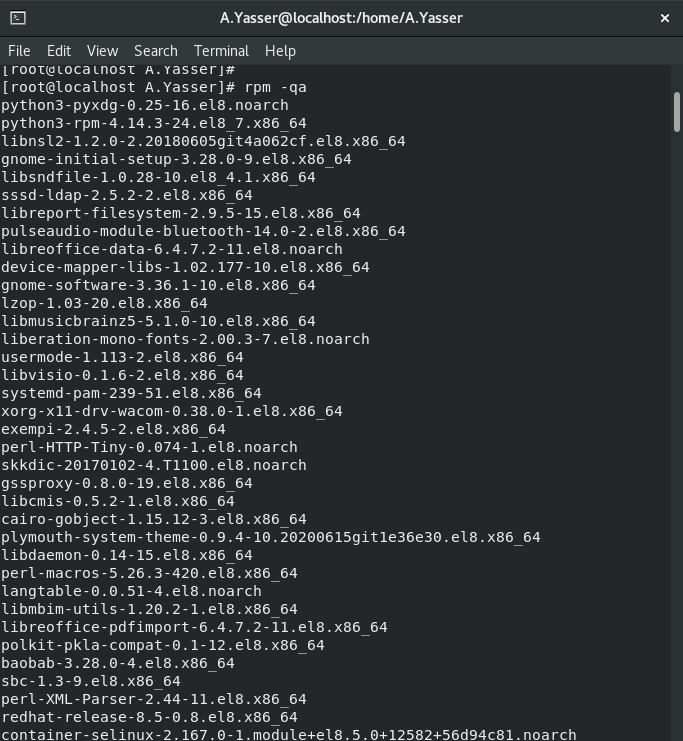 A.Yasser@localhost:/home/A.Yasser
File Edit View Search Terminal Help
[root@localhost A.Yasser]#
[root@localhost A.Yasser]# rpm -qa
python3-pyxdg-0.25-16.el8.noarch
python3-rpm-4.14.3-24.el8_7.x86_64
libnsl2-1.2.0-2.20180605git4a062cf.el8.x86_64
gnome-initial-setup-3.28.0-9.el8.x86_64
libsndfile-1.0.28-10.el8_4.1.x86_64
sssd-ldap-2.5.2-2.el8.x86_64
libreport-filesystem-2.9.5-15.el8.x86_64
pulseaudio-module-bluetooth-14.0-2.el8.x86_64
libreoffice-data-6.4.7.2-11.el8.noarch
device-mapper-libs-1.02.177-10.el8.x86_64
gnome-software-3.36.1-10.el8.x86_64
lzop-1.03-20.el8.x86_64
libmusicbrainz5-5.1.0-10.el8.x86_64
liberation-mono-fonts-2.00.3-7.el8.noarch
usermode-1.113-2.el8.x86_64
libvisio-0.1.6-2.el8.x86_64
systemd-pam-239-51.el8.x86_64
xorg-x11-drv-wacom-0.38.0-1.el8.x86_64
exempi-2.4.5-2.el8.x86_64
perl-HTTP-Tiny-0.074-1.el8.noarch
skkdic-20170102-4.T1100.el8.noarch
gssproxy-0.8.0-19.el8.x86_64
libcmis-0.5.2-1.el8.x86_64
cairo-gobject-1.15.12-3.el8.x86_64
plymouth-system-theme-0.9.4-10.20200615git1e36e30.el8.x86_64
libdaemon-0.14-15.el8.x86_64
perl-macros-5.26.3-420.el8.x86_64
langtable-0.0.51-4.el8.noarch
libmbim-utils-1.20.2-1.el8.x86_64
libreoffice-pdfimport-6.4.7.2-11.el8.x86_64
polkit-pkla-compat-0.1-12.el8.x86_64
baobab-3.28.0-4.el8.x86_64
sbc-1.3-9.el8.x86_64
perl-XML-Parser-2.44-11.el8.x86_64
redhat-release-8.5-0.8.el8.x86_64
container-selinux-2.167.0-1.module+el8.5.0+12582+56d94c81.noarch